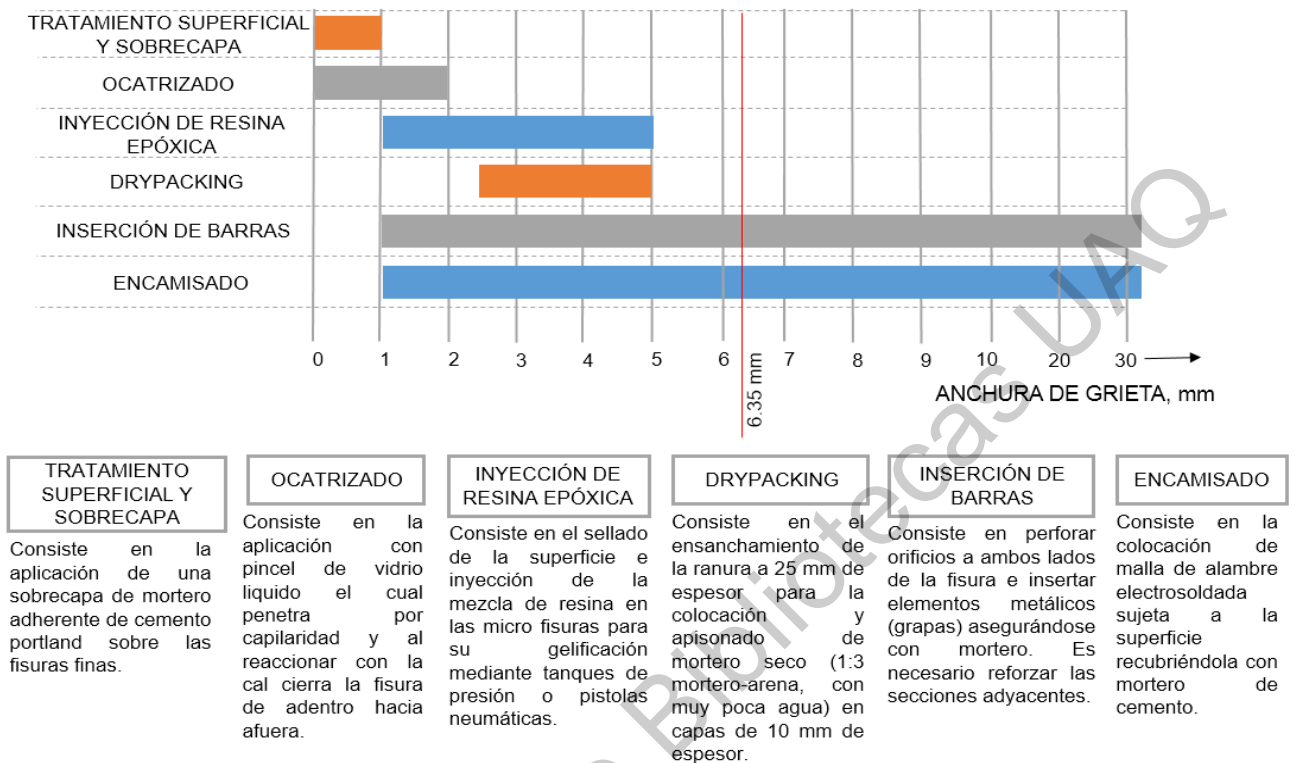 TRATAMIENTO SUPERFICIAL
Y SOBRECAPA
OCATRIZADO
INYECCIÓN DE RESINA
EPÓXICA
DRYPACKING
INSERCIÓN DE BARRAS
ENCAMISADO
0 1 2 3 4 5 6 7 8 9 10 20 30
6.35 mm
ANCHURA DE GRIETA, mm
TRATAMIENTO
SUPERFICIAL Y
SOBRECAPA
Consiste en la
aplicación de una
sobrecapa de mortero
adherente de cemento
portland sobre las
fisuras finas.
OCATRIZADO
Consiste en la
aplicación con
pincel de vidrio
liquido el cual
penetra por
capilaridad y al
reaccionar con la
cal cierra la fisura
de adentro hacia
afuera.
INYECCIÓN DE
RESINA EPÓXICA
Consiste en el sellado
de la superficie e
inyección de la
mezcla de resina en
las micro fisuras para
su gelificación
mediante tanques de
presión o pistolas
neumáticas.
DRYPACKING
Consiste en el
ensanchamiento de
la ranura a 25 mm de
espesor para la
colocación y
apisonado de
mortero seco (1:3
mortero-arena, con
muy poca agua) en
capas de 10 mm de
espesor.
INSERCIÓN DE
BARRAS
Consiste en perforar
orificios a ambos lados
de la fisura e insertar
elementos metálicos
(grapas) asegurándose
con mortero. Es
necesario reforzar las
secciones adyacentes.
ENCAMISADO
Consiste en la
colocación de
malla de alambre
electrosoldada
sujeta a la
superficie
recubriéndola con
mortero de
cemento.
Bibliotecas UAQ